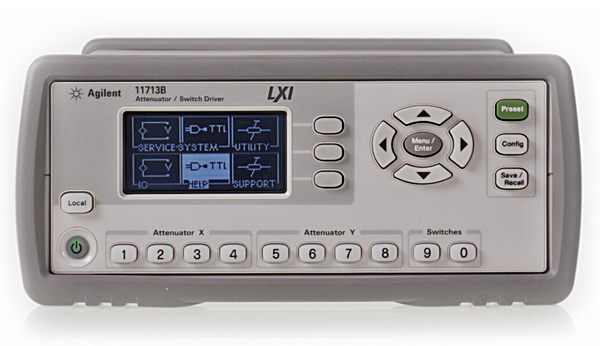 Agilent
11713B
Attenuator / Switch Driver
LXI
Y
TTL
SERVICE SYSTEM
UTILITY
TTL
IO
HELP
SUPPORT
Menu /
Enter
Preset
Config
Save /
Recall
Local
Attenuator X
Attenuator Y
Switches
1 2 3 4 5 6 7 8 9 0